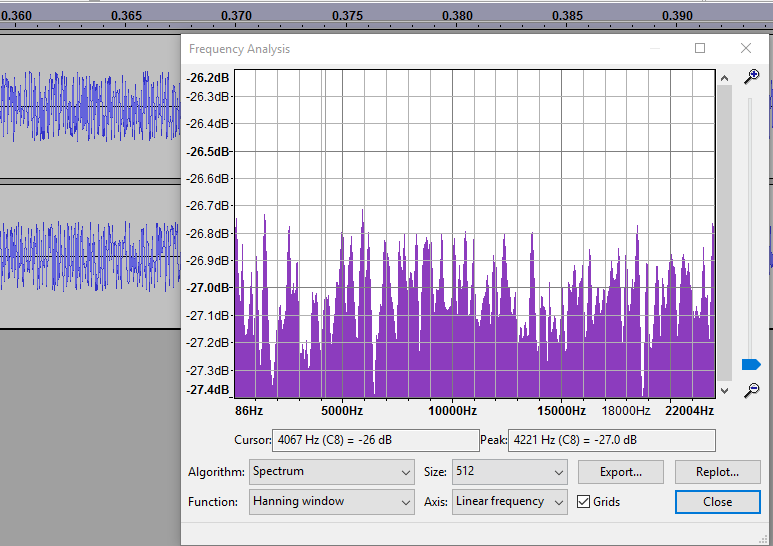 0.360 0.365 0.370 0.375 0.380 0.385 0.390
Frequency Analysis
-26.2dB
-26.3dB
-26.4dB
-26.5dB
-26.6dB
-26.7dB
-26.8dB
-26.9dB
-27.0dB
-27.1dB
-27.2dB
-27.3dB
-27.4dB
86Hz 5000Hz 10000Hz 15000Hz 18000Hz 22004Hz
Cursor: 4067 Hz (C8) = -26 dB Peak: 4221 Hz (C8) = -27.0 dB
Algorithm: Spectrum Size: 512 Export... Replot...
Function: Hanning window Axis: Linear frequency Grids Close